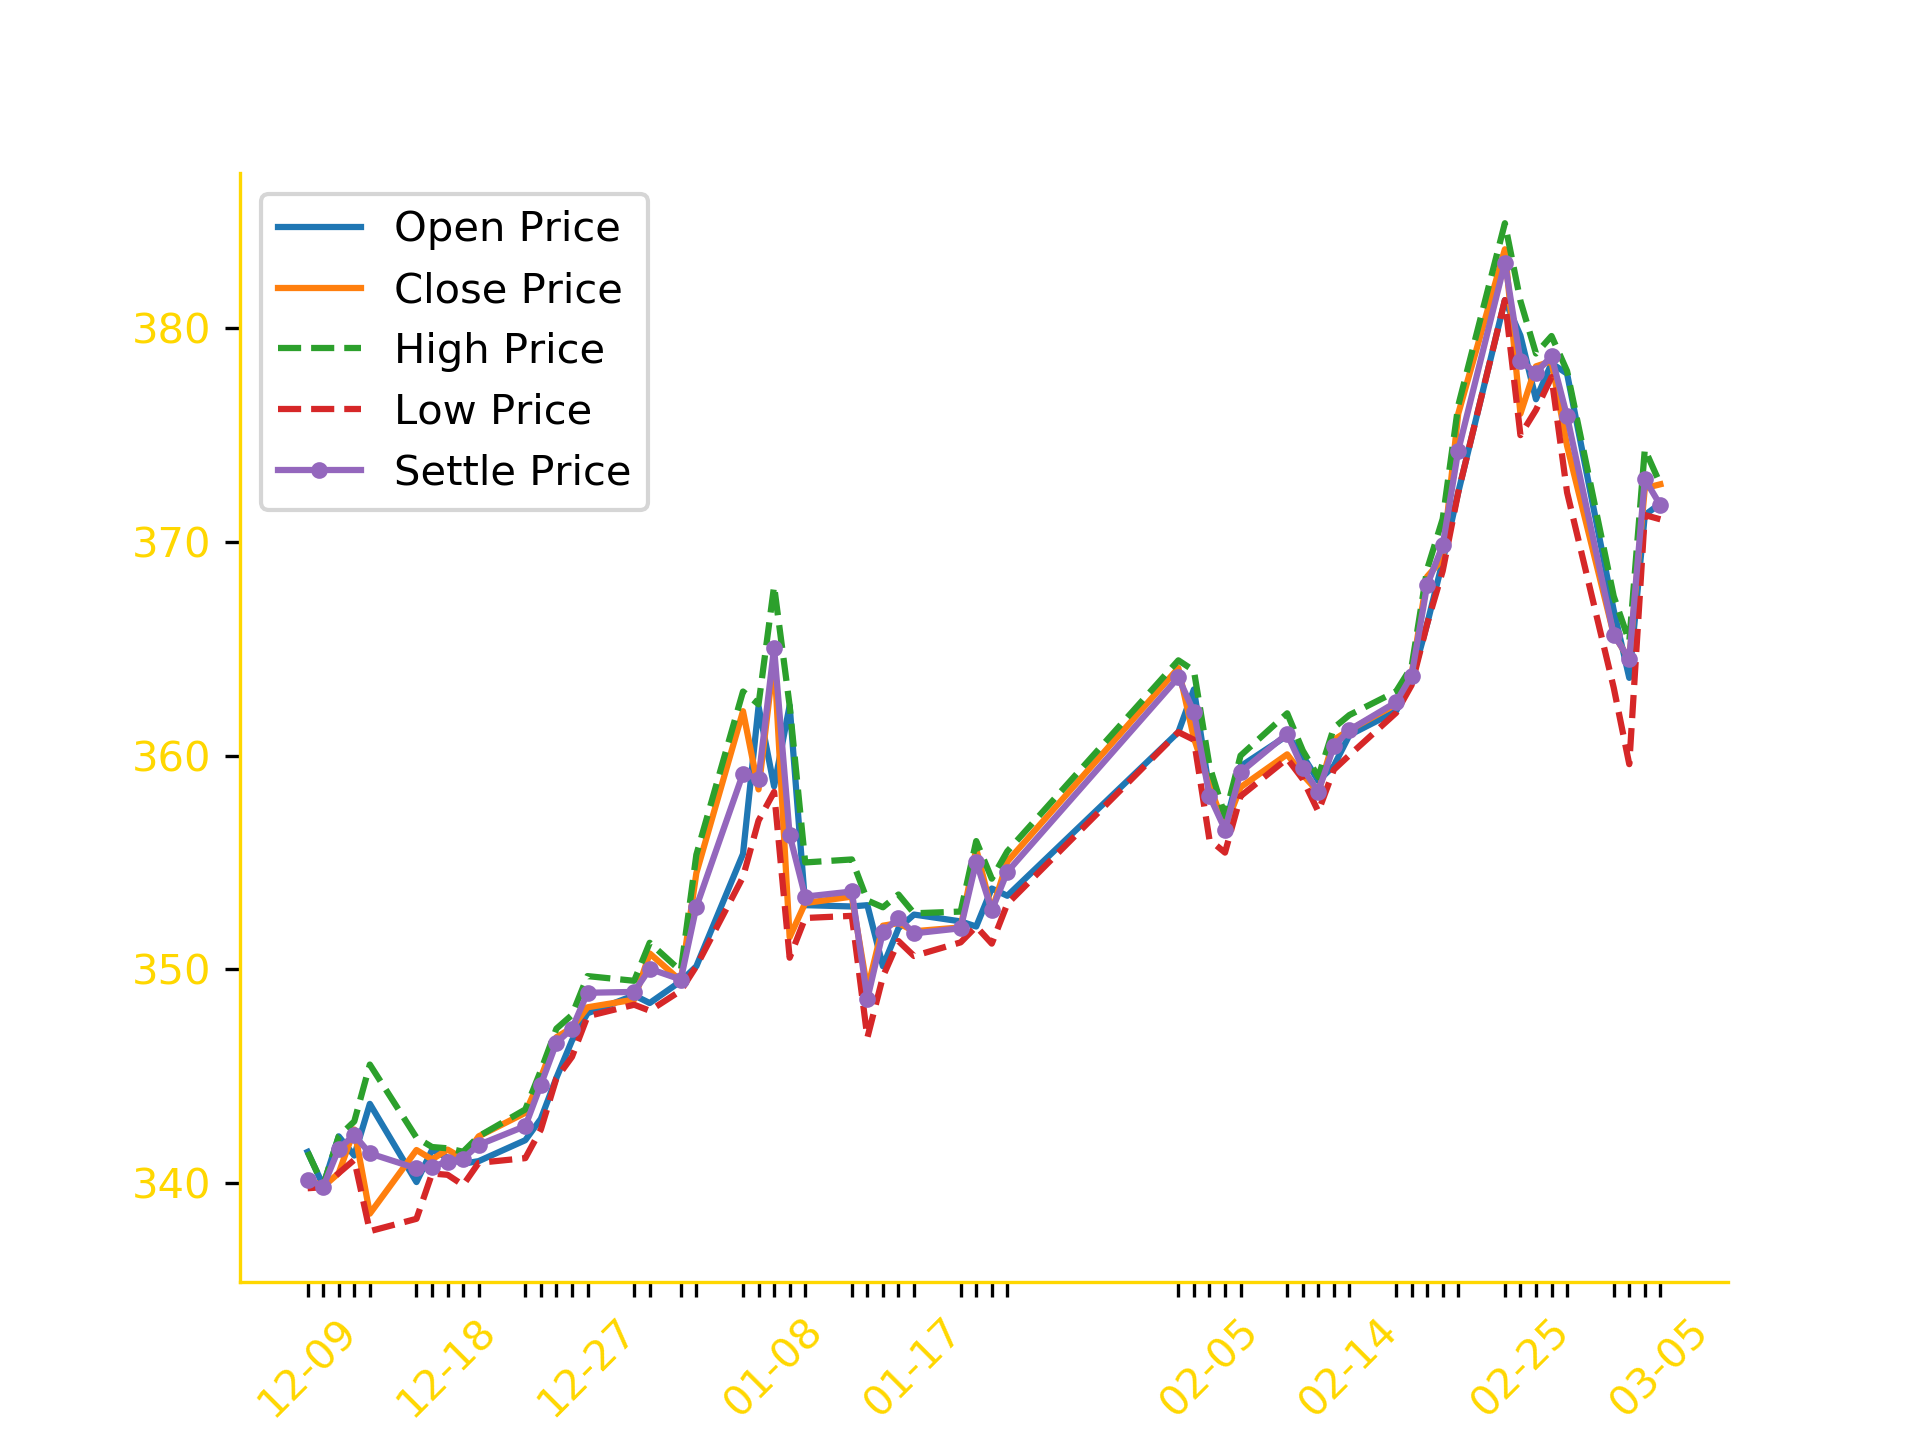 Open Price
Close Price
High Price
Low Price
Settle Price
380
370
360
350
340
12-09
12-18
12-27
01-08
01-17
02-05
02-14
02-25
03-05